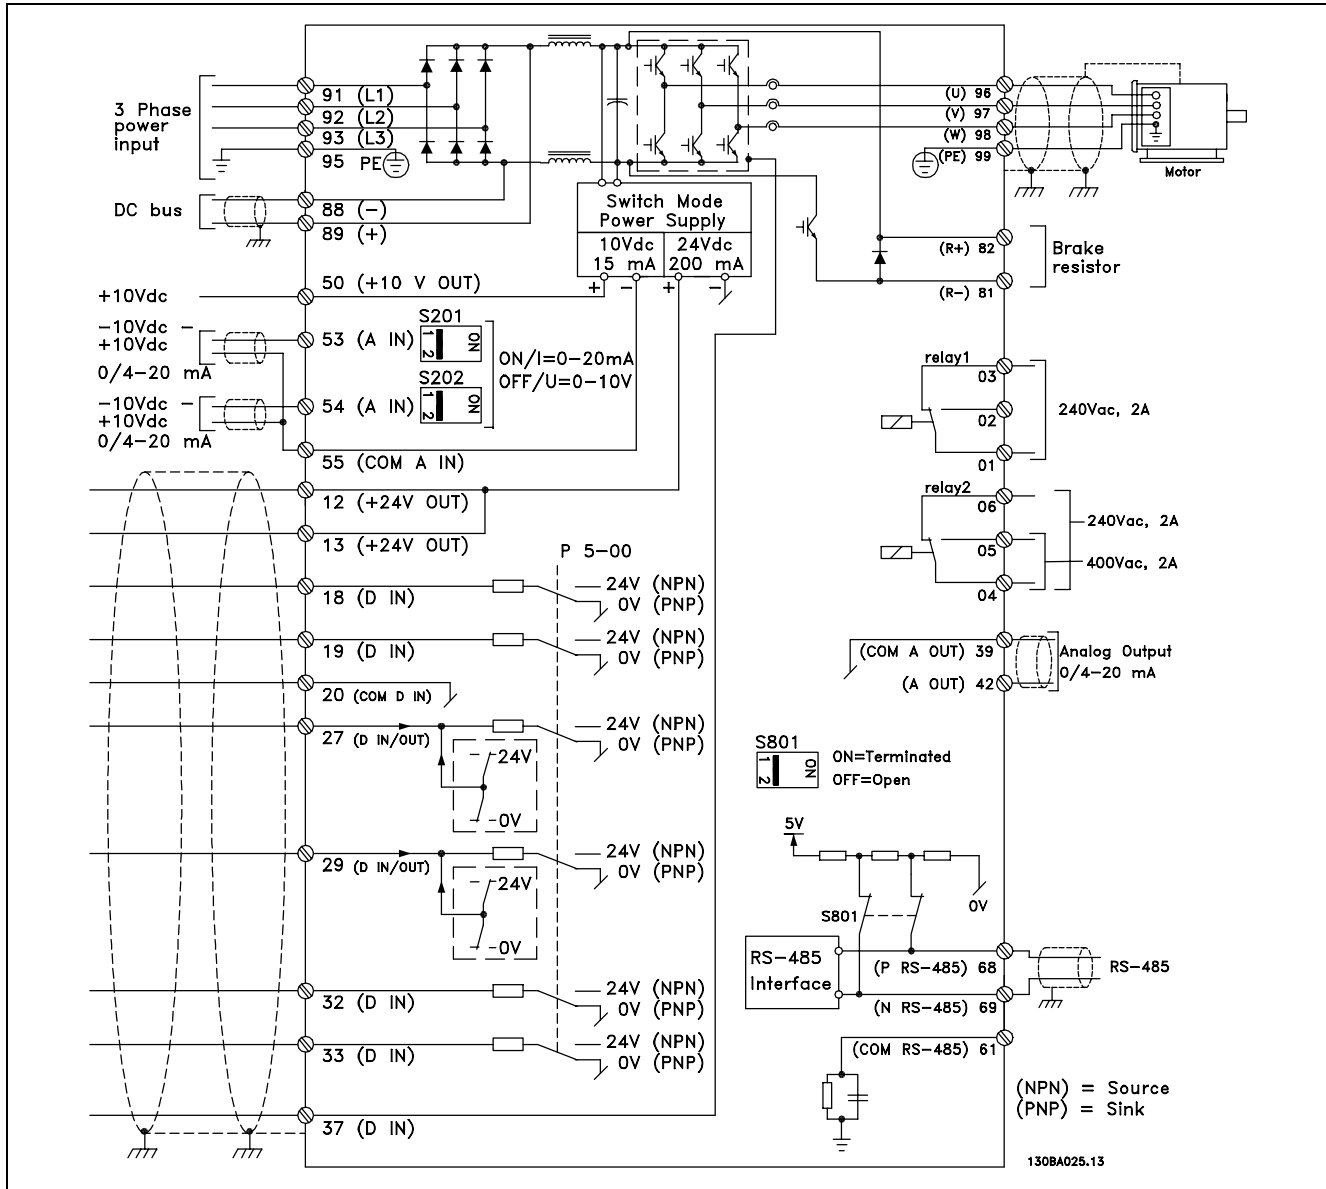 3 Phase
power
input
91 (L1)
92 (L2)
93 (L3)
95 PE
DC bus
88 (-)
89 (+)
+10Vdc
50 (+10 V OUT)
-10Vdc -
+10Vdc
0/4-20 mA
53 (A IN)
S201
1
2
ON
ON/I=0-20mA
OFF/U=0-10V
-10Vdc -
+10Vdc
0/4-20 mA
54 (A IN)
S202
1
2
ON
55 (COM A IN)
12 (+24V OUT)
13 (+24V OUT)
Switch Mode
Power Supply
10Vdc
15 mA
24Vdc
200 mA
+ - + -
P 5-00
18 (D IN)
24V (NPN)
0V (PNP)
19 (D IN)
24V (NPN)
0V (PNP)
20 (COM D IN)
27 (D IN/OUT)
24V (NPN)
0V (PNP)
24V
0V
29 (D IN/OUT)
24V (NPN)
0V (PNP)
24V
0V
32 (D IN)
24V (NPN)
0V (PNP)
33 (D IN)
24V (NPN)
0V (PNP)
37 (D IN)
(U) 96
(V) 97
(W) 98
(PE) 99
Motor
(R+) 82
(R-) 81
Brake
resistor
relay1
03
02
01
240Vac, 2A
relay2
06
05
04
240Vac, 2A
400Vac, 2A
(COM A OUT) 39
(A OUT) 42
Analog Output
0/4-20 mA
S801
1
2
ON
ON=Terminated
OFF=Open
5V
0V
S801
RS-485
Interface
(P RS-485) 68
(N RS-485) 69
RS-485
(COM RS-485) 61
(NPN) = Source
(PNP) = Sink
130BA025.13